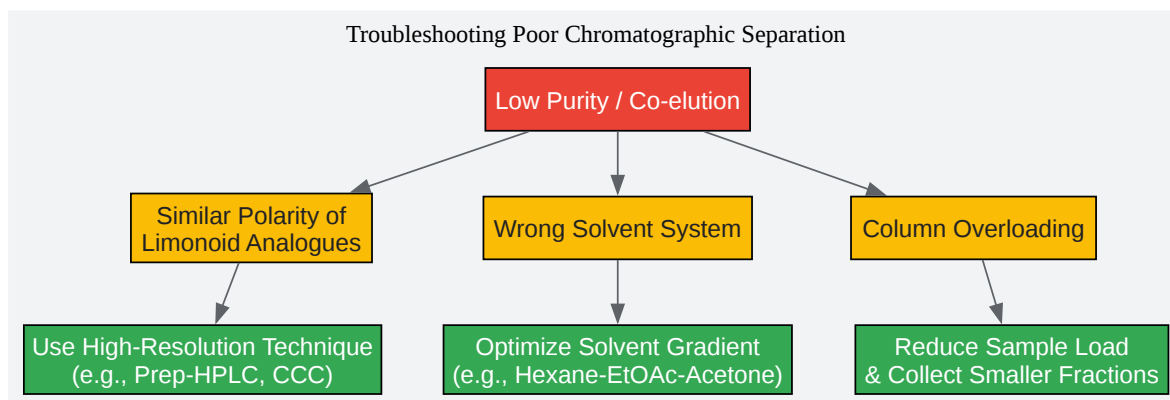 Troubleshooting Poor Chromatographic Separation
Low Purity / Co-elution
Similar Polarity of
Limonoid Analogues
Wrong Solvent System
Column Overloading
Use High-Resolution Technique
(e.g., Prep-HPLC, CCC)
Optimize Solvent Gradient
(e.g., Hexane-EtOAc-Acetone)
Reduce Sample Load
& Collect Smaller Fractions